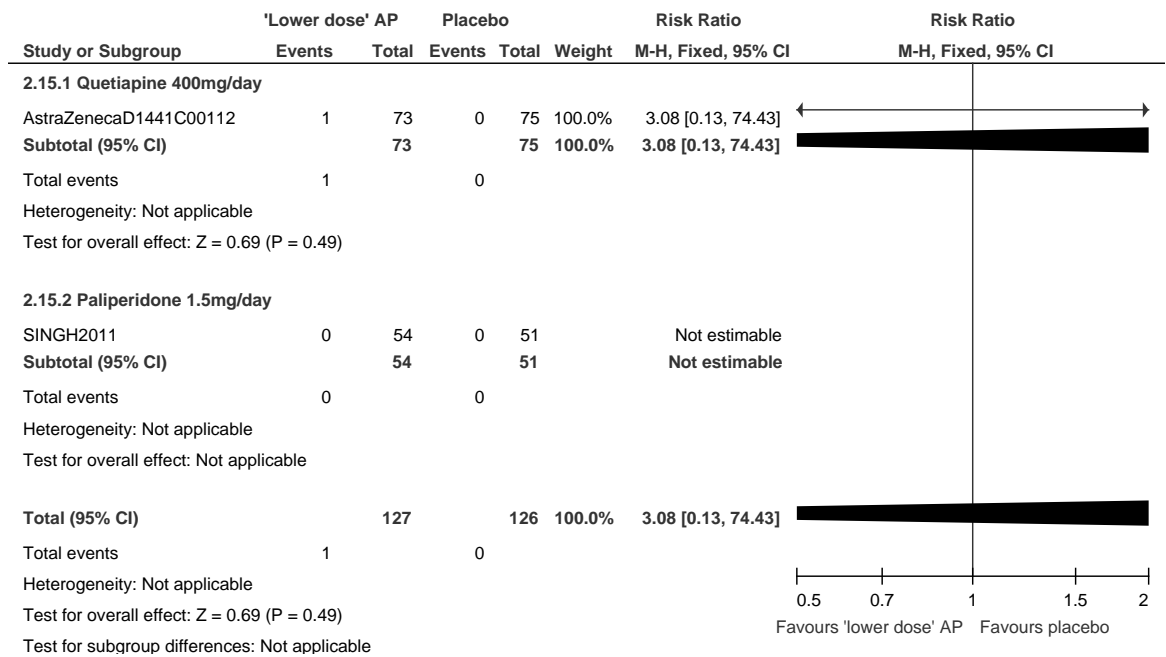 'Lower dose' AP Placebo Risk Ratio Risk Ratio
Study or Subgroup Events Total Events Total Weight M-H, Fixed, 95% CI M-H, Fixed, 95% CI
2.15.1 Quetiapine 400mg/day
AstraZenecaD1441C00112 1 73 0 75 100.0% 3.08 [0.13, 74.43]
Subtotal (95% CI) 73 75 100.0% 3.08 [0.13, 74.43]
Total events 1 0
Heterogeneity: Not applicable
Test for overall effect: Z = 0.69 (P = 0.49)
2.15.2 Paliperidone 1.5mg/day
SINGH2011 0 54 0 51 Not estimable
Subtotal (95% CI) 54 51 Not estimable
Total events 0 0
Heterogeneity: Not applicable
Test for overall effect: Not applicable
Total (95% CI) 127 126 100.0% 3.08 [0.13, 74.43]
Total events 1 0
Heterogeneity: Not applicable
Test for overall effect: Z = 0.69 (P = 0.49)
Test for subgroup differences: Not applicable
0.5 0.7 1 1.5 2
Favours 'lower dose' AP Favours placebo